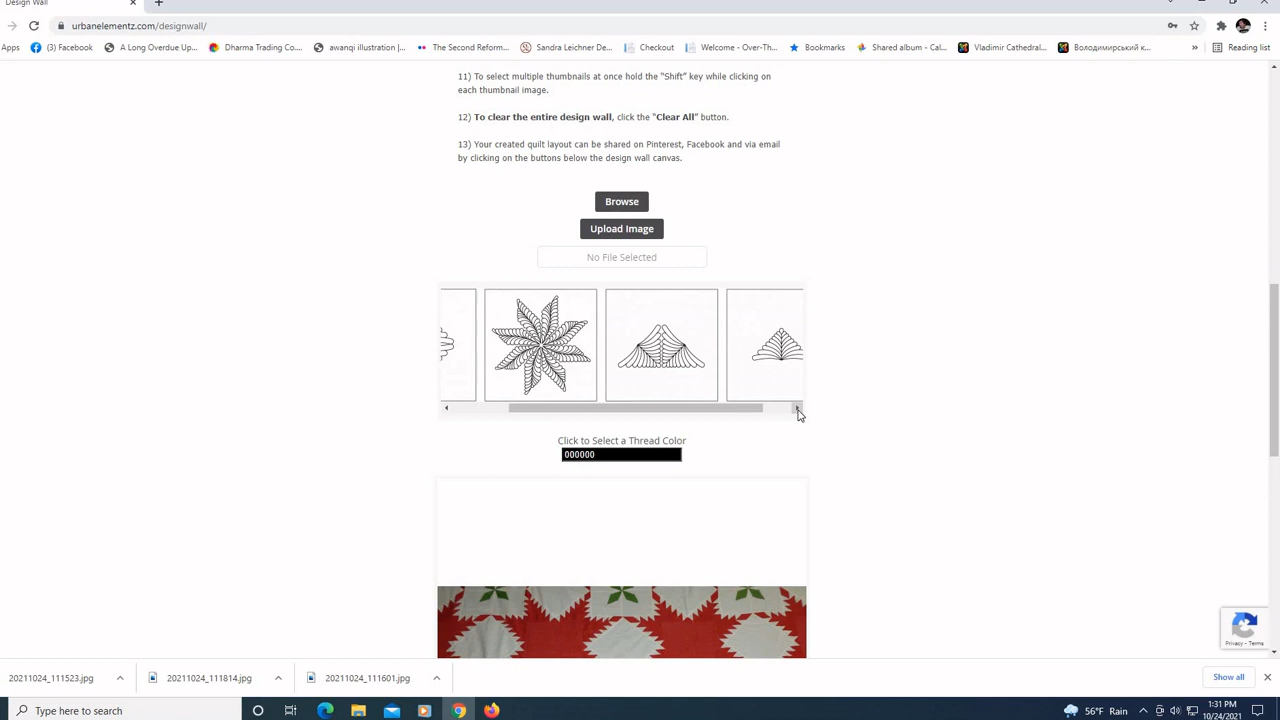 Design Wall
urbanelementz.com/designwall/
Apps (3) Facebook A Long Overdue Up... Dharma Trading Co.... awanqi illustration |... The Second Reform... Sandra Leichner De... Checkout Welcome - Over-Th... Bookmarks Shared album - Cal... Vladimir Cathedral... Володимирський к... » Reading list
11) To select multiple thumbnails at once hold the "Shift" key while clicking on
each thumbnail image.
12) To clear the entire design wall, click the "Clear All" button.
13) Your created quilt layout can be shared on Pinterest, Facebook and via email
by clicking on the buttons below the design wall canvas.
Browse
Upload Image
No File Selected
Click to Select a Thread Color
000000
Privacy - Terms
20211024_111523.jpg 20211024_111814.jpg 20211024_111601.jpg Show all
Type here to search 56°F Rain 1:31 PM
10/24/2021